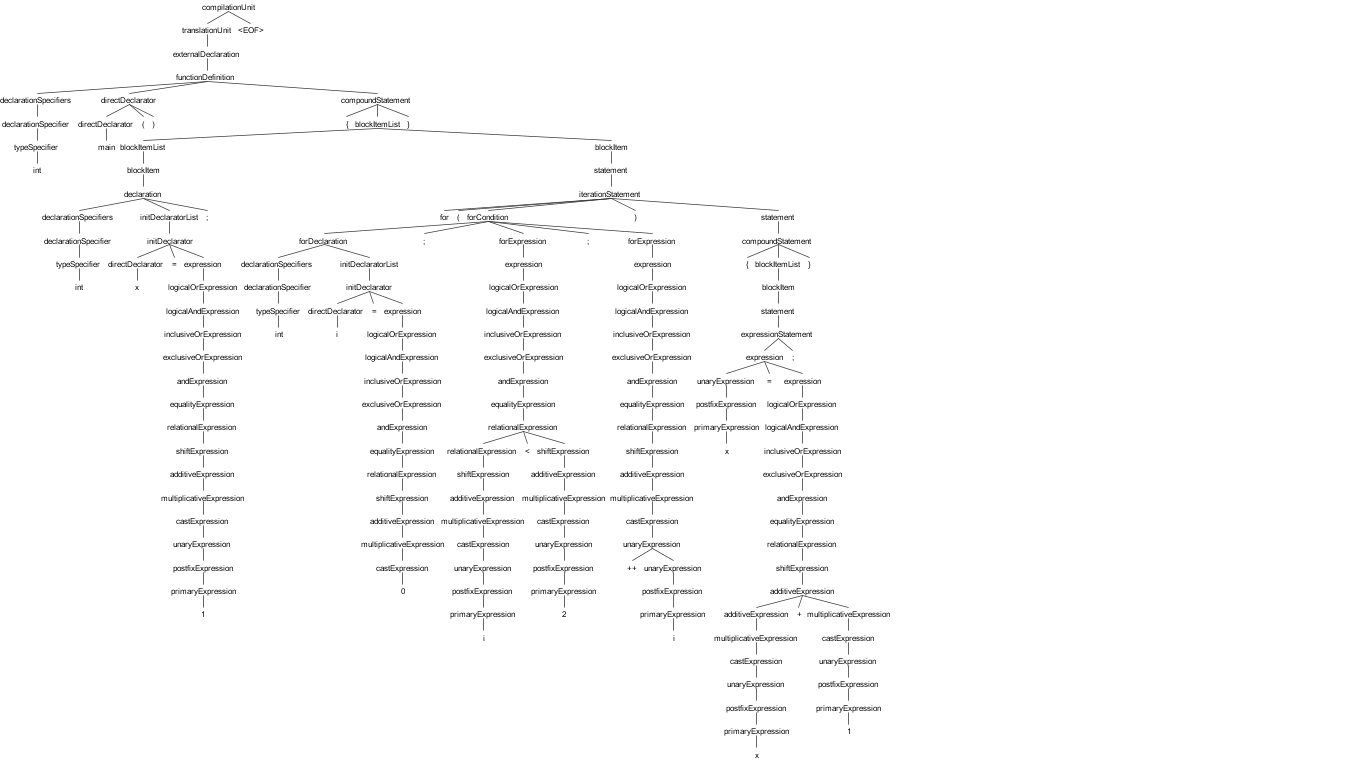 compilationUnit
translationUnit <EOF>
externalDeclaration
functionDefinition
declarationSpecifiers directDeclarator compoundStatement
declarationSpecifier directDeclarator ( ) { blockItemList }
typeSpecifier main blockItemList blockItem
int blockItem statement
declaration iterationStatement
declarationSpecifiers initDeclaratorList ; for ( forCondition ) statement
declarationSpecifier initDeclarator forDeclaration ; forExpression ; forExpression compoundStatement
typeSpecifier directDeclarator = expression declarationSpecifiers initDeclaratorList expression expression { blockItemList }
int x logicalOrExpression declarationSpecifier initDeclarator logicalOrExpression logicalOrExpression blockItem
logicalAndExpression typeSpecifier directDeclarator = expression logicalAndExpression logicalAndExpression statement
inclusiveOrExpression int i logicalOrExpression inclusiveOrExpression inclusiveOrExpression expressionStatement
exclusiveOrExpression logicalAndExpression exclusiveOrExpression exclusiveOrExpression expression ;
andExpression inclusiveOrExpression andExpression andExpression unaryExpression = expression
equalityExpression exclusiveOrExpression equalityExpression equalityExpression postfixExpression logicalOrExpression
relationalExpression andExpression relationalExpression relationalExpression primaryExpression logicalAndExpression
shiftExpression equalityExpression relationalExpression < shiftExpression shiftExpression x inclusiveOrExpression
additiveExpression relationalExpression shiftExpression additiveExpression additiveExpression exclusiveOrExpression
multiplicativeExpression shiftExpression additiveExpression multiplicativeExpression multiplicativeExpression andExpression
castExpression additiveExpression multiplicativeExpression castExpression castExpression equalityExpression
unaryExpression multiplicativeExpression castExpression unaryExpression unaryExpression relationalExpression
postfixExpression castExpression unaryExpression postfixExpression ++ unaryExpression shiftExpression
primaryExpression 0 postfixExpression primaryExpression postfixExpression additiveExpression
1 primaryExpression 2 primaryExpression additiveExpression + multiplicativeExpression
i i multiplicativeExpression castExpression
castExpression unaryExpression
unaryExpression postfixExpression
postfixExpression primaryExpression
primaryExpression 1
x